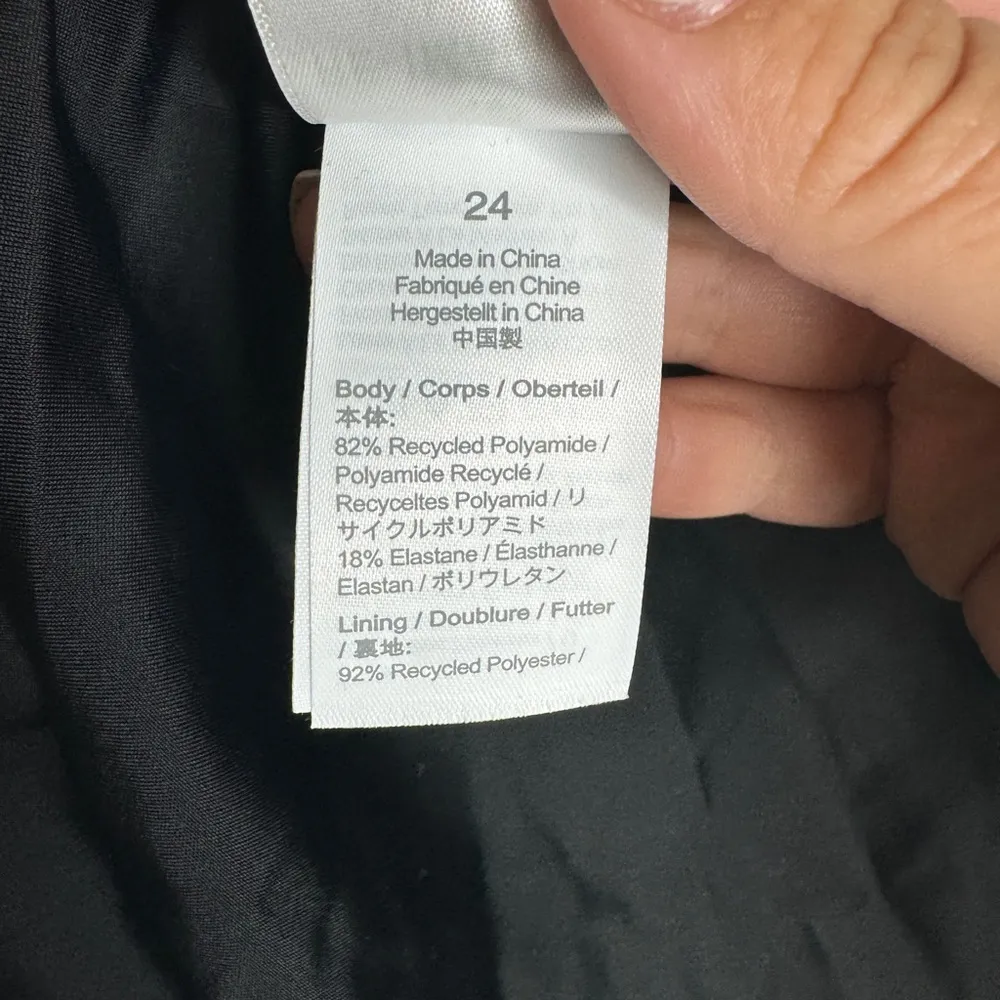 24
Made in China
Fabriqué en Chine
Hergestellt in China
中国製
Body / Corps / Oberteil /
本体:
82% Recycled Polyamide /
Polyamide Recyclé /
Recyceltes Polyamid / リ
サイクルポリアミド
18% Elastane / Élasthanne /
Elastan / ポリウレタン
Lining / Doublure / Futter
/ 裏地:
92% Recycled Polyester /